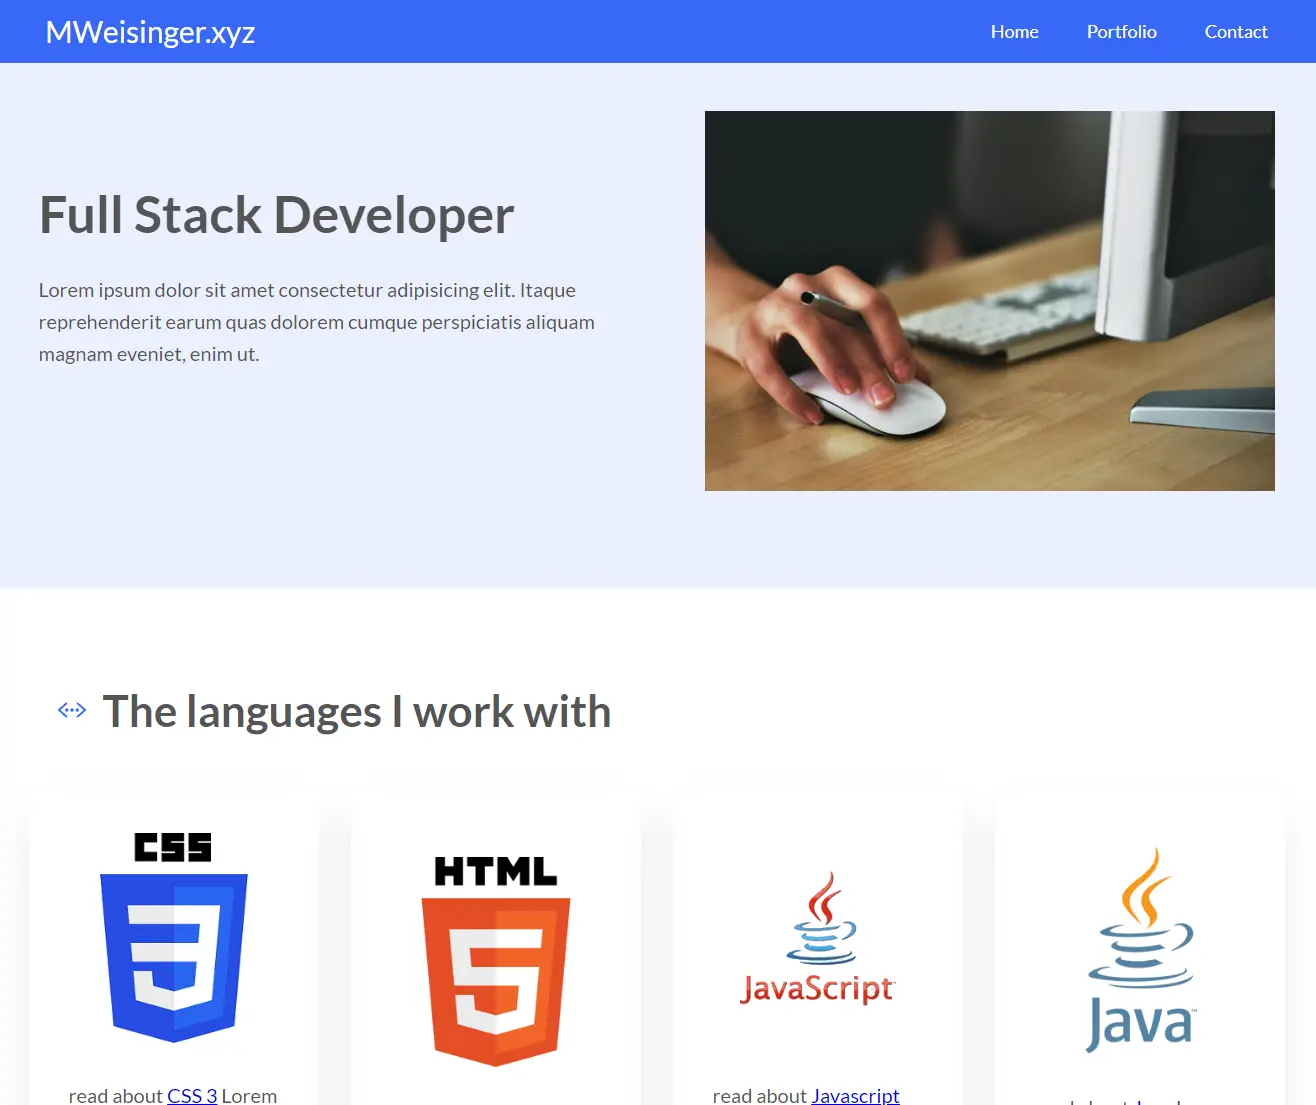 MWeisinger.xyz
Home Portfolio Contact
Full Stack Developer
Lorem ipsum dolor sit amet consectetur adipisicing elit. Itaque
reprehenderit earum quas dolorem cumque perspiciatis aliquam
magnam eveniet, enim ut.
The languages I work with
CSS
3
HTML
5
JavaScript
Java™
read about CSS 3 Lorem
read about Javascript